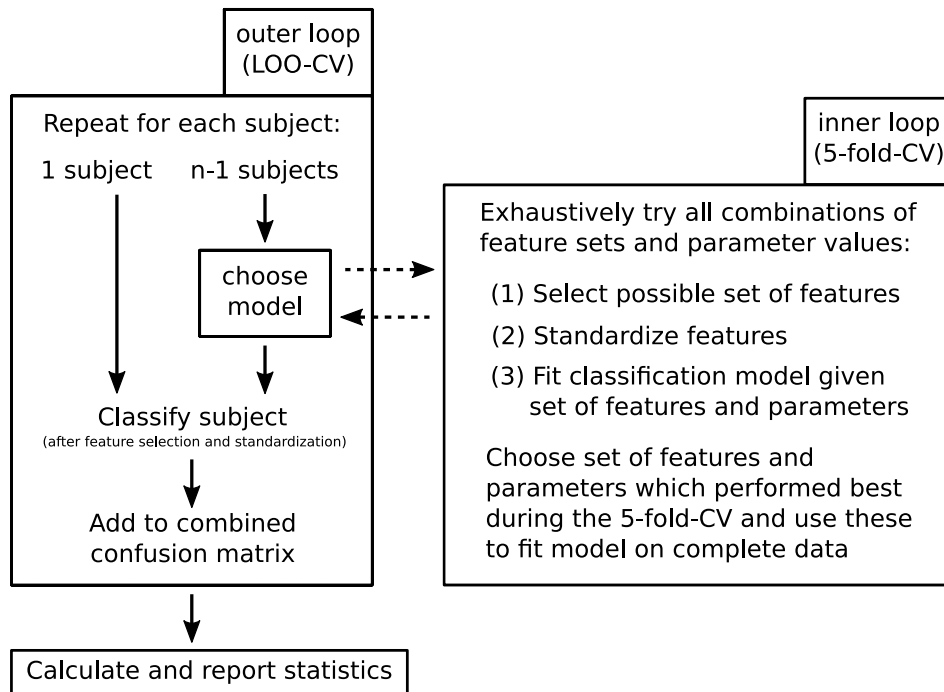 outer loop
(LOO-CV)
Repeat for each subject:
1 subject
n-1 subjects
choose
model
Classify subject
(after feature selection and standardization)
Add to combined
confusion matrix
Calculate and report statistics
inner loop
(5-fold-CV)
Exhaustively try all combinations of
feature sets and parameter values:
(1) Select possible set of features
(2) Standardize features
(3) Fit classification model given
set of features and parameters
Choose set of features and
parameters which performed best
during the 5-fold-CV and use these
to fit model on complete data